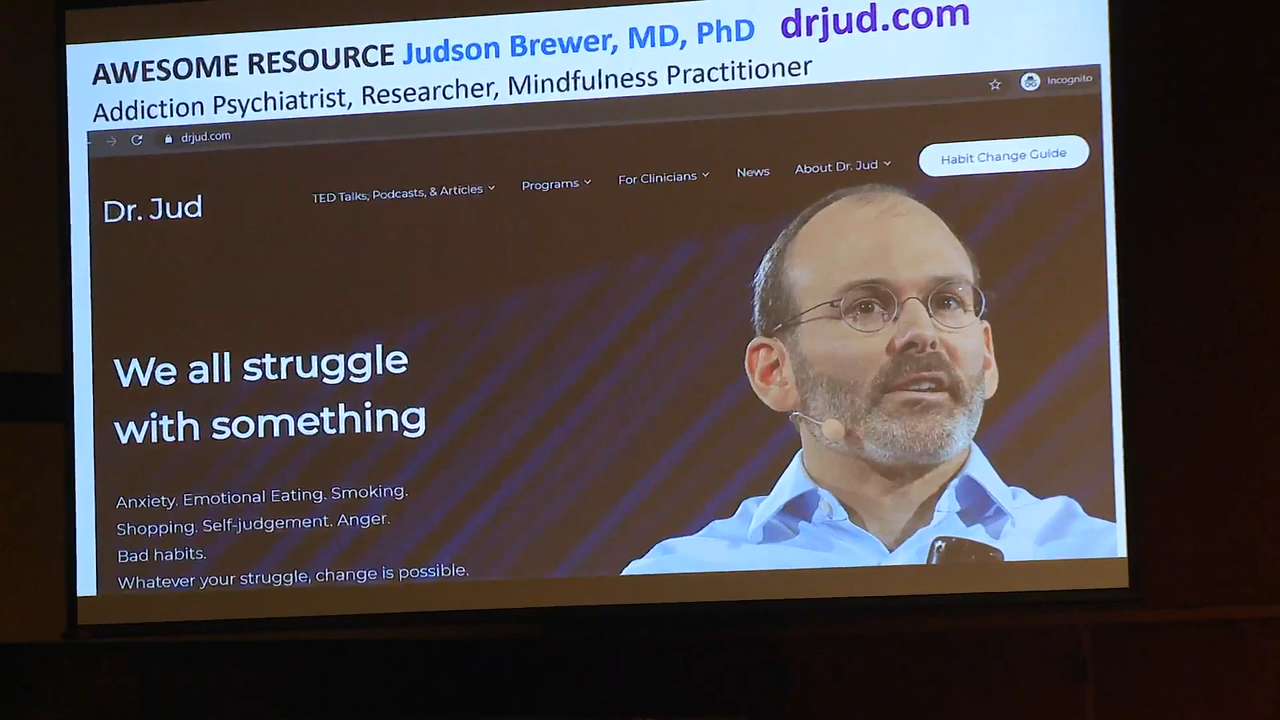 AWESOME RESOURCE Judson Brewer, MD, PhD drjud.com
Addiction Psychiatrist, Researcher, Mindfulness Practitioner
Incognito
drjud.com
Dr. Jud
TED Talks, Podcasts, & Articles Programs For Clinicians News About Dr. Jud Habit Change Guide
We all struggle
with something
Anxiety. Emotional Eating. Smoking.
Shopping. Self-judgement. Anger.
Bad habits.
Whatever your struggle, change is possible.